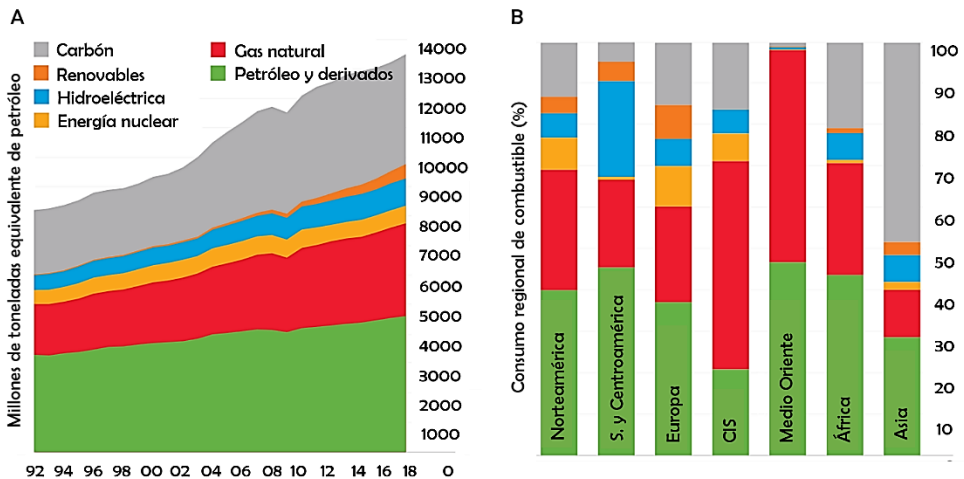 A
Millones de toneladas equivalente de petróleo
Carbón
Renovables
Hidroeléctrica
Energía nuclear
Gas natural
Petróleo y derivados
14000
13000
12000
11000
10000
9000
8000
7000
6000
5000
4000
3000
2000
1000
92 94 96 98 00 02 04 06 08 10 12 14 16 18 0
B
Consumo regional de combustible (%)
100
90
80
70
60
50
40
30
20
10
Norteamérica
S. y Centroamérica
Europa
CIS
Medio Oriente
África
Asia